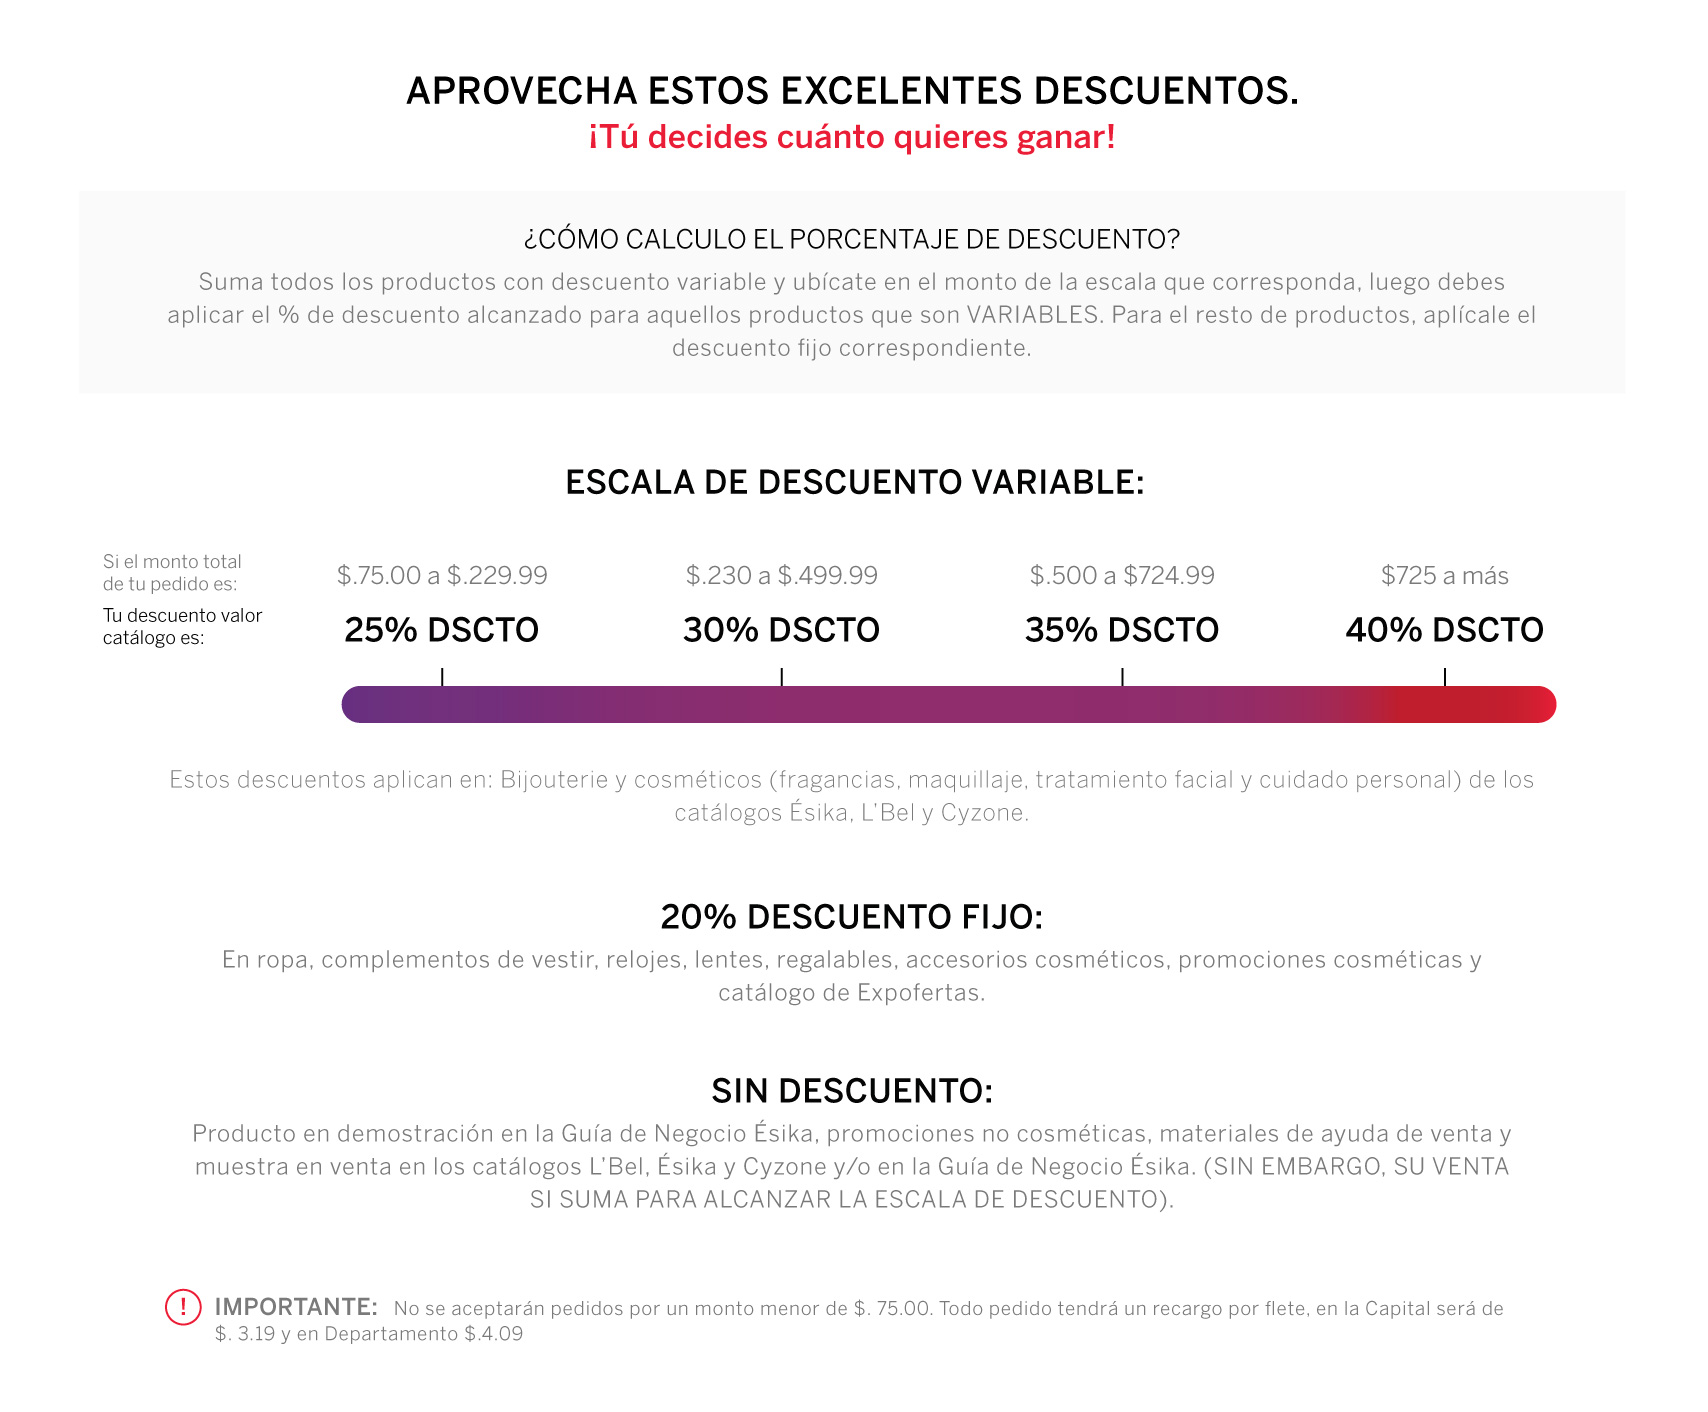 APROVECHA ESTOS EXCELENTES DESCUENTOS.
¡Tú decides cuánto quieres ganar!
¿CÓMO CALCULO EL PORCENTAJE DE DESCUENTO?
Suma todos los productos con descuento variable y ubícate en el monto de la escala que corresponda, luego debes
aplicar el % de descuento alcanzado para aquellos productos que son VARIABLES. Para el resto de productos, aplícale el
descuento fijo correspondiente.
ESCALA DE DESCUENTO VARIABLE:
Si el monto total
de tu pedido es:
$.75.00 a $.229.99
$.230 a $.499.99
$.500 a $724.99
$725 a más
Tu descuento valor
catálogo es:
25% DSCTO
30% DSCTO
35% DSCTO
40% DSCTO
Estos descuentos aplican en: Bijouterie y cosméticos (fragancias, maquillaje, tratamiento facial y cuidado personal) de los
catálogos Ésika, L'Bel y Cyzone.
20% DESCUENTO FIJO:
En ropa, complementos de vestir, relojes, lentes, regalables, accesorios cosméticos, promociones cosméticas y
catálogo de Expofertas.
SIN DESCUENTO:
Producto en demostración en la Guía de Negocio Ésika, promociones no cosméticas, materiales de ayuda de venta y
muestra en venta en los catálogos L'Bel, Ésika y Cyzone y/o en la Guía de Negocio Ésika. (SIN EMBARGO, SU VENTA
SI SUMA PARA ALCANZAR LA ESCALA DE DESCUENTO).
! IMPORTANTE: No se aceptarán pedidos por un monto menor de $. 75.00. Todo pedido tendrá un recargo por flete, en la Capital será de
$. 3.19 y en Departamento $.4.09